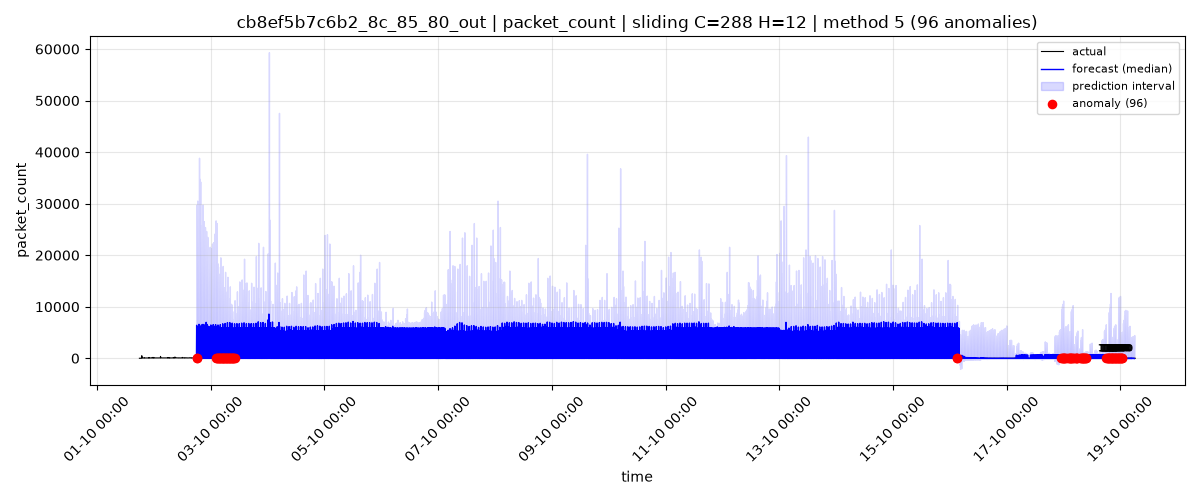 cb8ef5b7c6b2_8c_85_80_out | packet_count | sliding C=288 H=12 | method 5 (96 anomalies)
packet_count
60000
50000
40000
30000
20000
10000
0
actual
forecast (median)
prediction interval
anomaly (96)
01-10 00:00
03-10 00:00
05-10 00:00
07-10 00:00
09-10 00:00
11-10 00:00
13-10 00:00
15-10 00:00
17-10 00:00
19-10 00:00
time